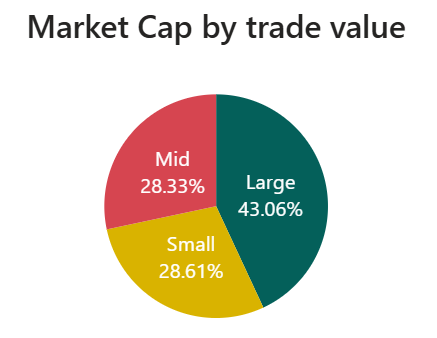 Market Cap by trade value
Mid
28.33%
Large
43.06%
Small
28.61%